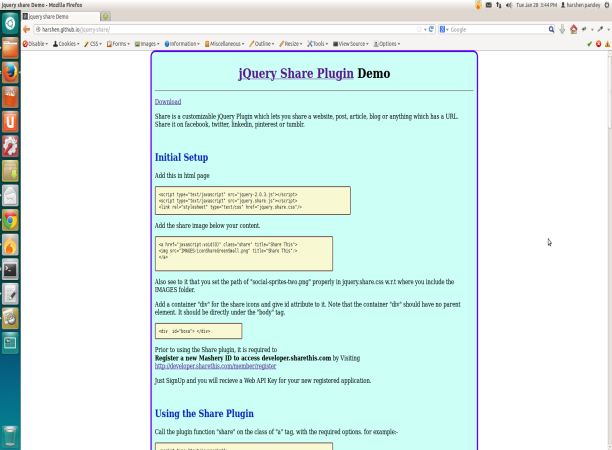 jquery share Demo - Mozilla Firefox
Tue Jan 28 3:44 PM
harshen pandey
jquery share Demo
harshen.github.io/jquery-share/
Google
Disable Cookies CSS Forms Images Information Miscellaneous Outline Resize Tools View Source Options
jQuery Share Plugin Demo
Download
Share is a customizable jQuery Plugin which lets you share a website, post, article, blog or anything which has a URL.
Share it on facebook, twitter, linkedin, pinterest or tumblr.
Initial Setup
Add this in html page
<script type="text/javascript" src="jquery-2.0.3.js"></script>
<script type="text/javascript" src="jquery.share.js"></script>
<link rel="stylesheet" type="text/css" href="jquery.share.css"/>
Add the share image below your content.
<a href="javascript:void(0)" class="share" title="Share This">
<img src="IMAGES/iconShareGreenSmall.png" title="Share This"/>
</a>
Also see to it that you set the path of "social-sprites-two.png" properly in jquery.share.css w.r.t where you include the
IMAGES folder.
Add a container "div" for the share icons and give id attribute to it. Note that the container "div" should have no parent
element. It should be directly under the "body" tag.
<div id="boxa"> </div>
Prior to using the Share plugin, it is required to
Register a new Mashery ID to access developer.sharethis.com by Visiting
http://developer.sharethis.com/member/register
Just SignUp and you will recieve a Web API Key for your new registered application.
Using the Share Plugin
Call the plugin function "share" on the class of "a" tag, with the required options. for example:-